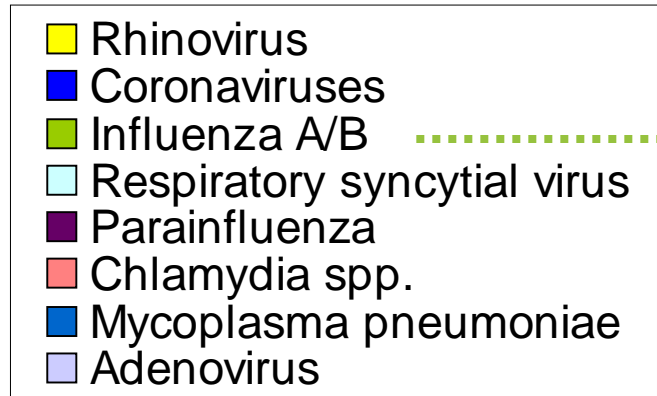 Rhinovirus
Coronaviruses
Influenza A/B
Respiratory syncytial virus
Parainfluenza
Chlamydia spp.
Mycoplasma pneumoniae
Adenovirus